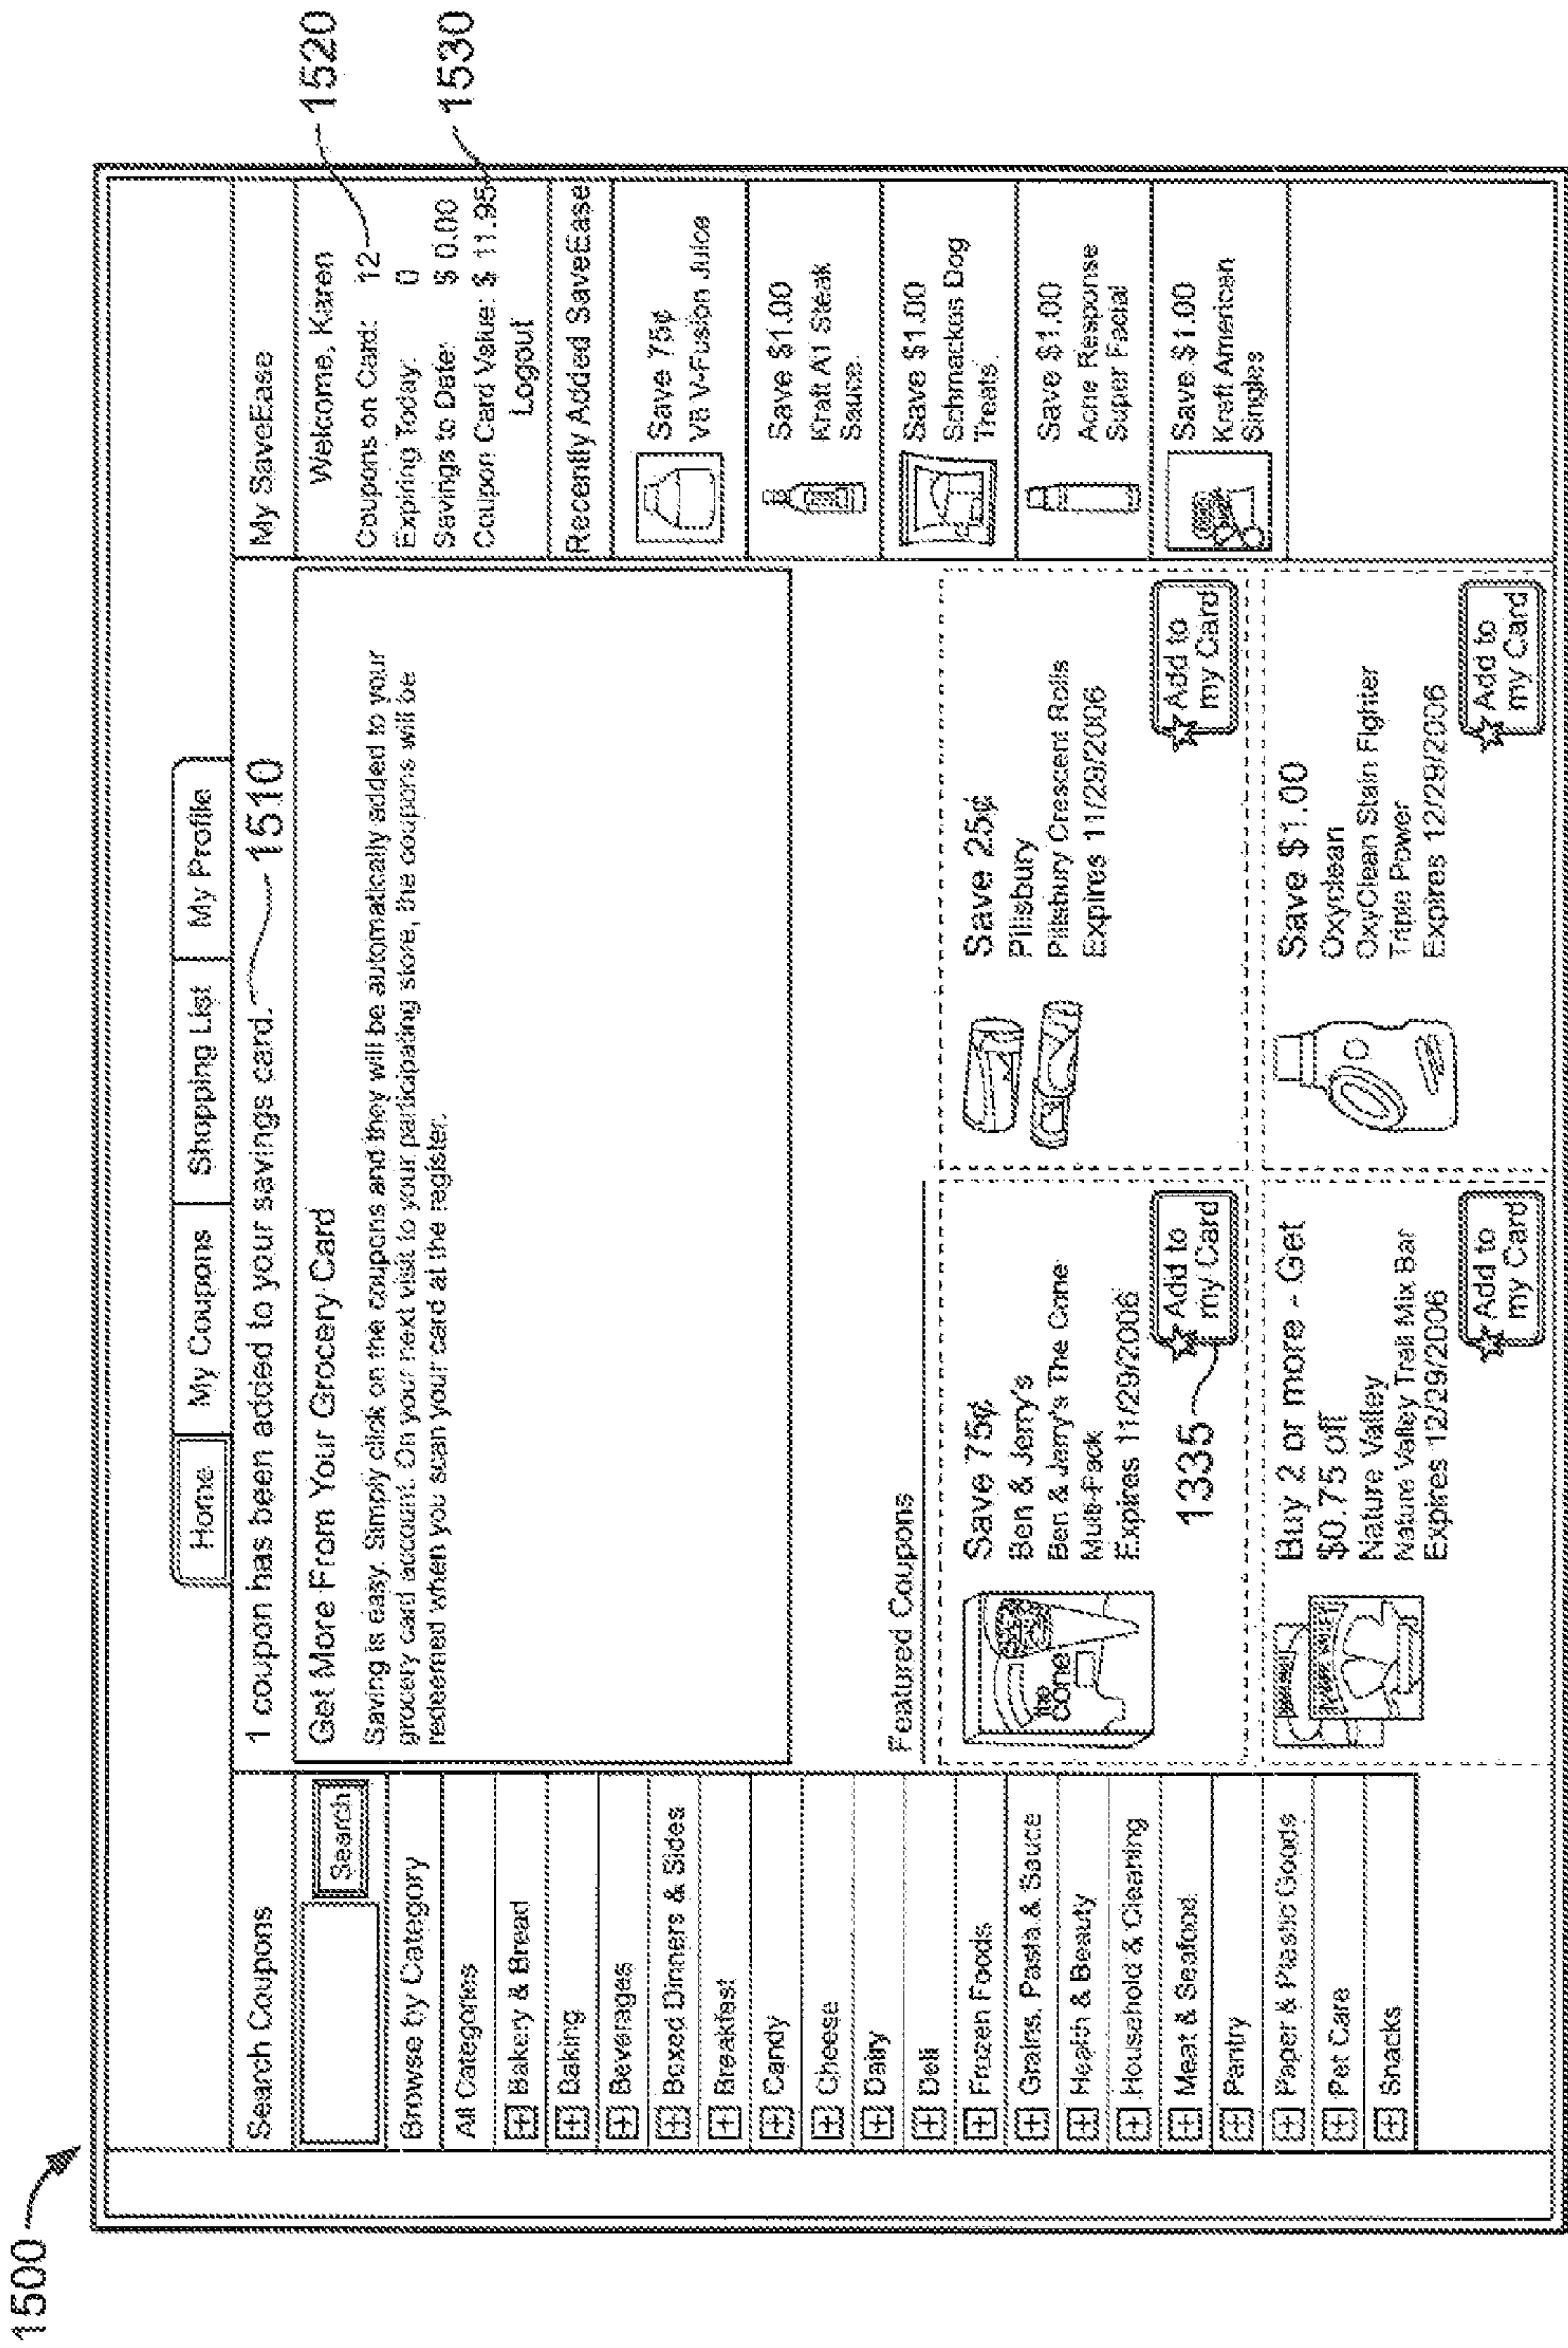 1500
Home
My Coupons
Shopping List
My Profile
Search Coupons
Search
Browse by Category
All Categories
Bakery & Bread
Baking
Beverages
Boxed Dinners & Sides
Breakfast
Candy
Cheese
Dairy
Deli
Frozen Foods
Grains, Pasta & Sauce
Health & Beauty
Household & Cleaning
Meat & Seafood
Pantry
Paper & Plastic Goods
Pet Care
Snacks
1 coupon has been added to your savings card.
1510
Get More From Your Grocery Card
Saving is easy. Simply click on the coupons and they will be automatically added to your
grocery card account. On your next visit to your participating store, the coupons will be
redeemed when you scan your card at the register.
Featured Coupons
the
cone
Save 75¢
Ben & Jerry's
Ben & Jerry's The Cone
Multi-Pack
Expires 11/29/2006
1335
Add to
my Card
Save 25¢
Pillsbury
Pillsbury Crescent Rolls
Expires 11/29/2006
Add to
my Card
Buy 2 or more - Get
$0.75 off
Nature Valley
Nature Valley Trail Mix Bar
Expires 12/29/2006
Add to
my Card
Save $1.00
Oxyclean
OxyClean Stain Fighter
Triple Power
Expires 12/29/2006
Add to
my Card
My SaveEase
Welcome, Karen
Coupons on Card: 12
1520
Expiring Today: 0
Savings to Date: $ 0.00
Coupon Card Value: $ 11.95
1530
Logout
Recently Added SaveEase
Save 75¢
V8 V-Fusion Juice
Save $1.00
Kraft A1 Steak
Sauce
Save $1.00
Schmackos Dog
Treats
Save $1.00
Acne Response
Super Facial
Save $1.00
Kraft American
Singles